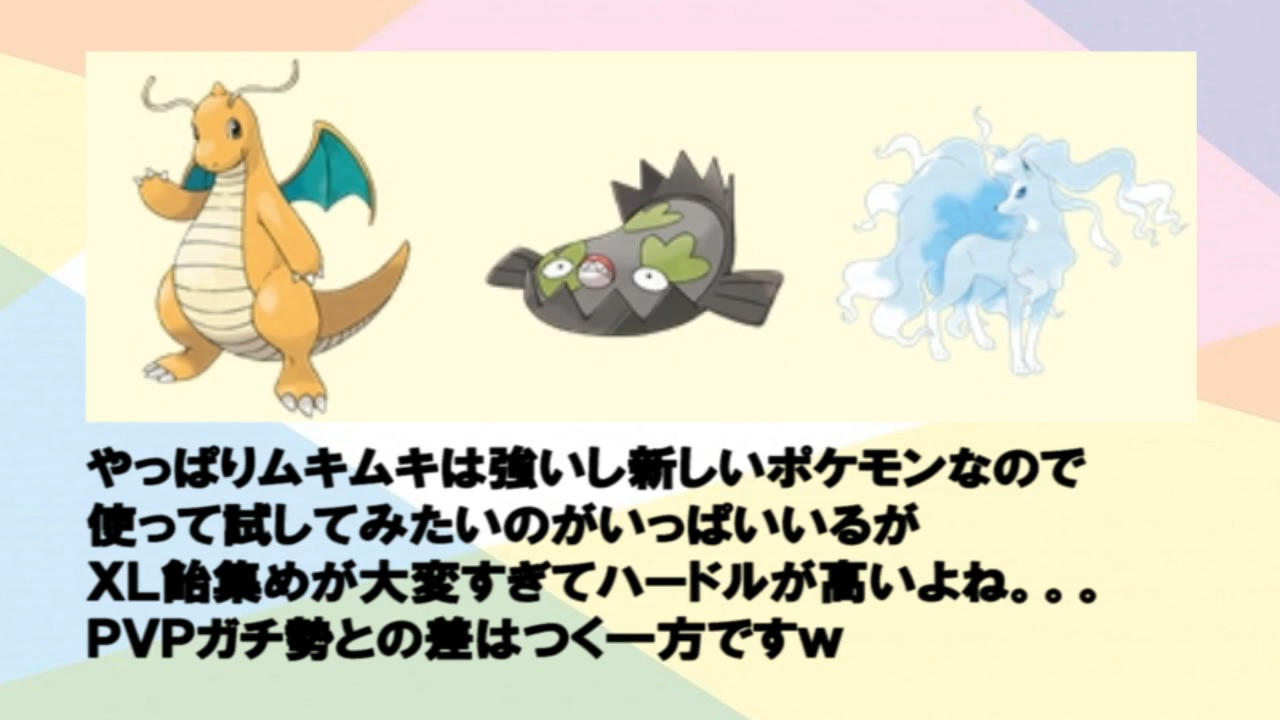 やっぱりムキムキは強いし新しいポケモンなので
使って試してみたいのがいっぱいいるが
XL飴集めが大変すぎてハードルが高いよね。。。
PVPガチ勢との差はつく一方ですw